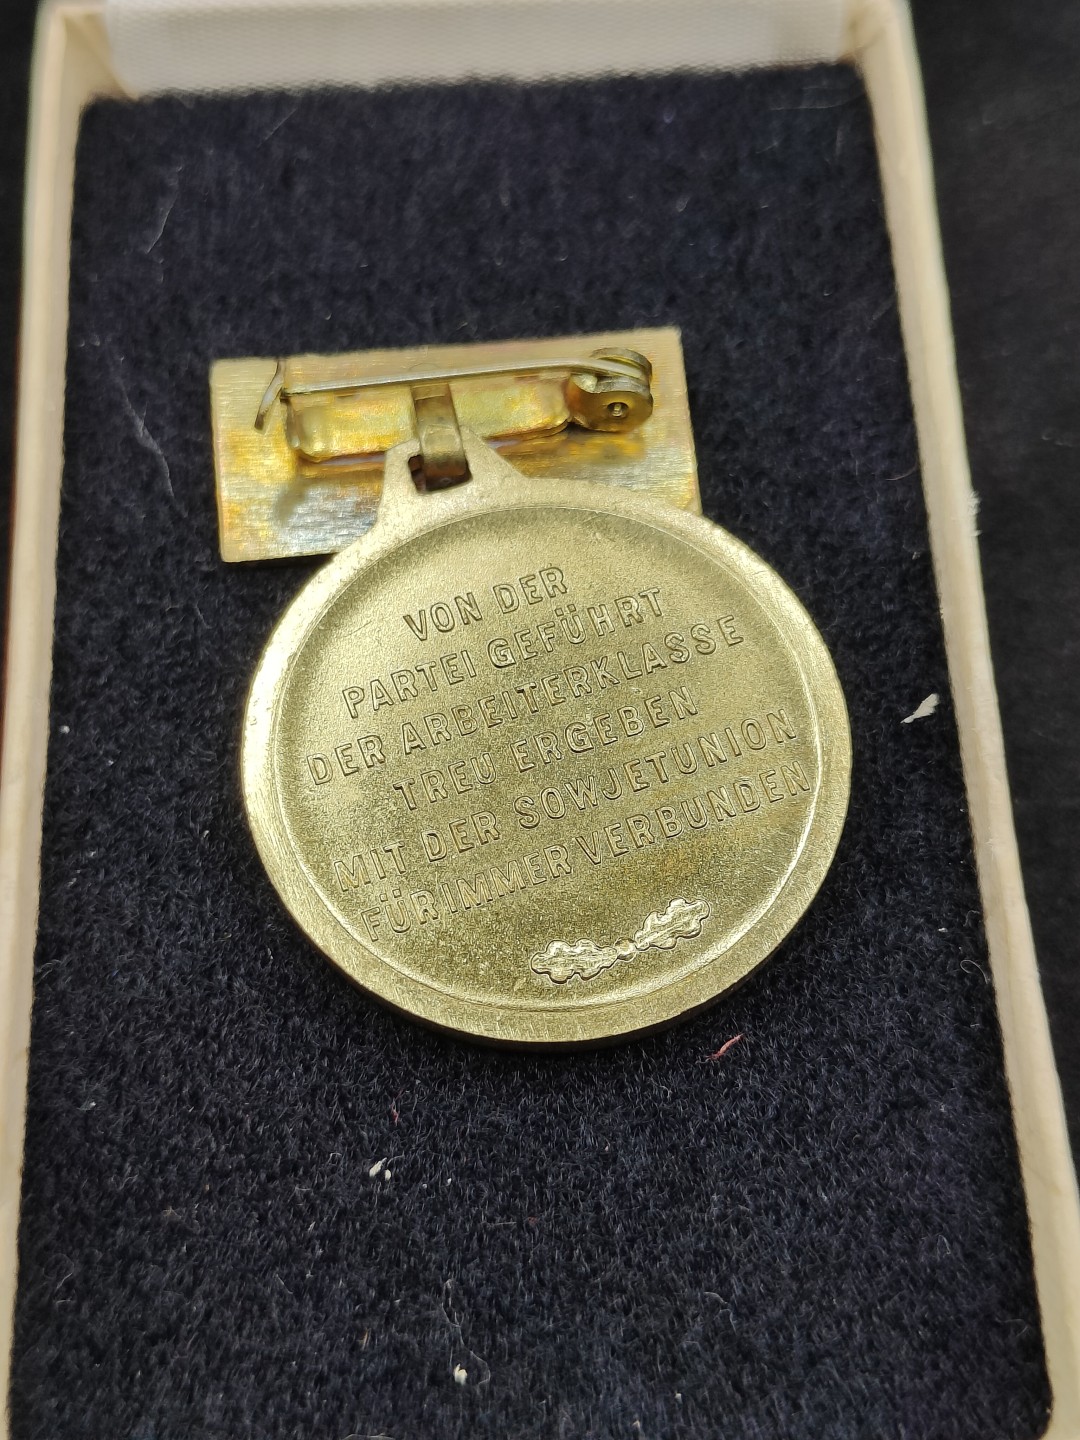 VON DER
PARTEI GEFÜHRT
DER ARBEITERKLASSE
TREU ERGEBEN
MIT DER SOWJETUNION
FÜR IMMER VERBUNDEN